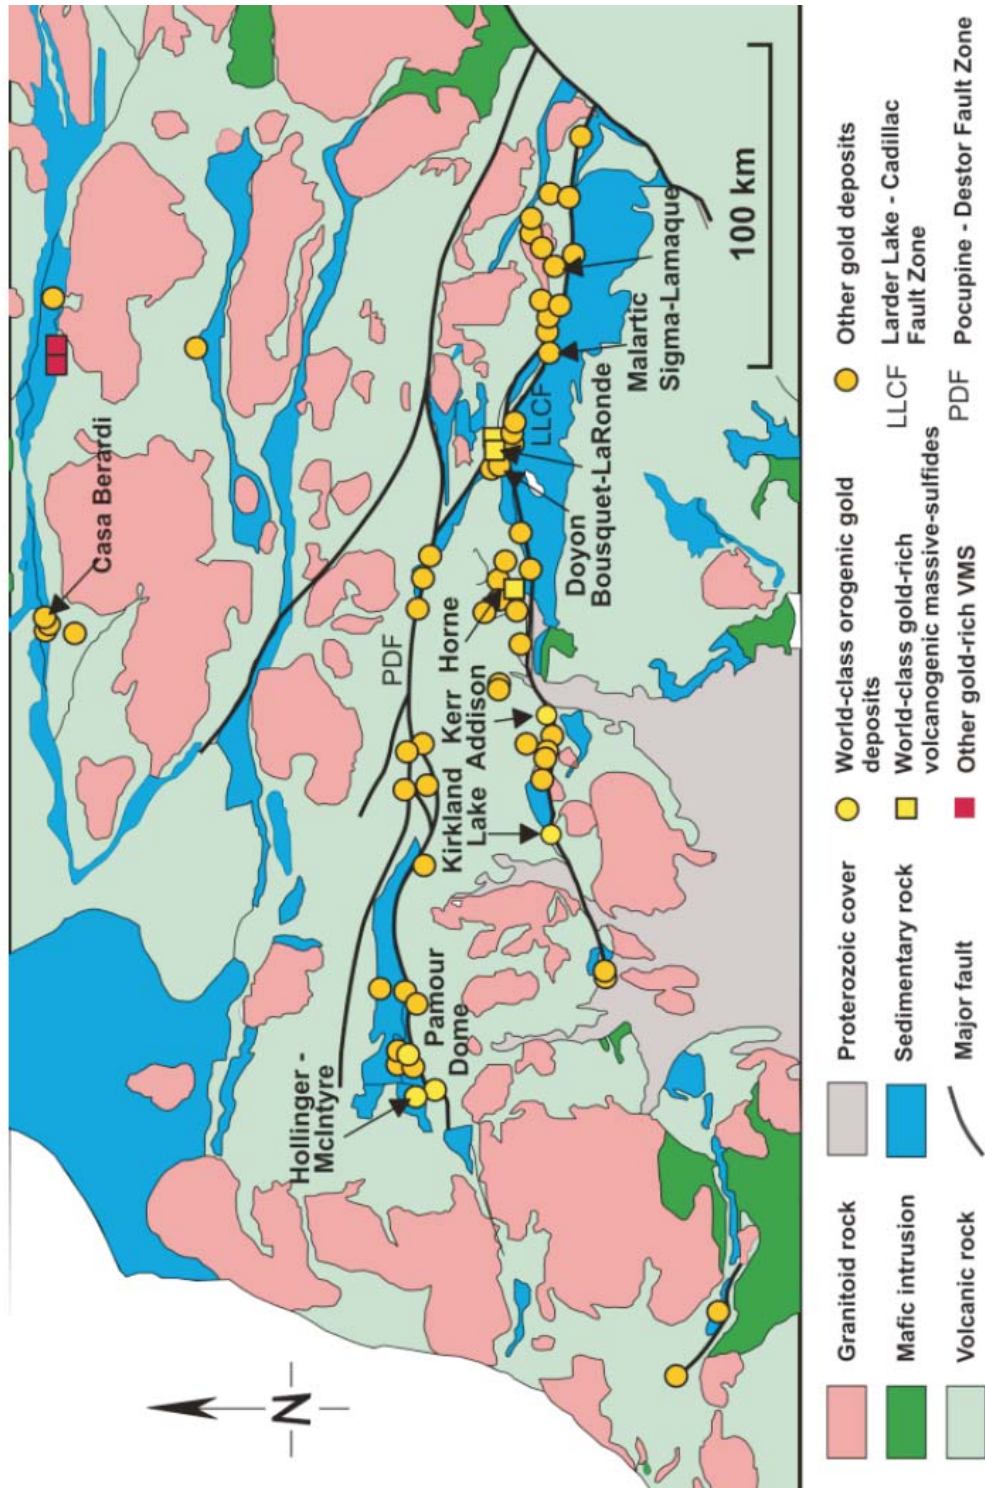 Casa Berardi
PDF
Hollinger -
McIntyre
Pamour
Dome
Kirkland
Lake
Kerr
Addison
Horne
LLCF
Doyon
Bousquet-LaRonde
Malartic
Sigma-Lamaque
100 km
N
Granitoid rock
Mafic intrusion
Volcanic rock
Proterozoic cover
Sedimentary rock
Major fault
World-class orogenic gold
deposits
World-class gold-rich
volcanogenic massive-sulfides
Other gold-rich VMS
Other gold deposits
LLCF
Larder Lake - Cadillac
Fault Zone
PDF
Pocupine - Destor Fault Zone